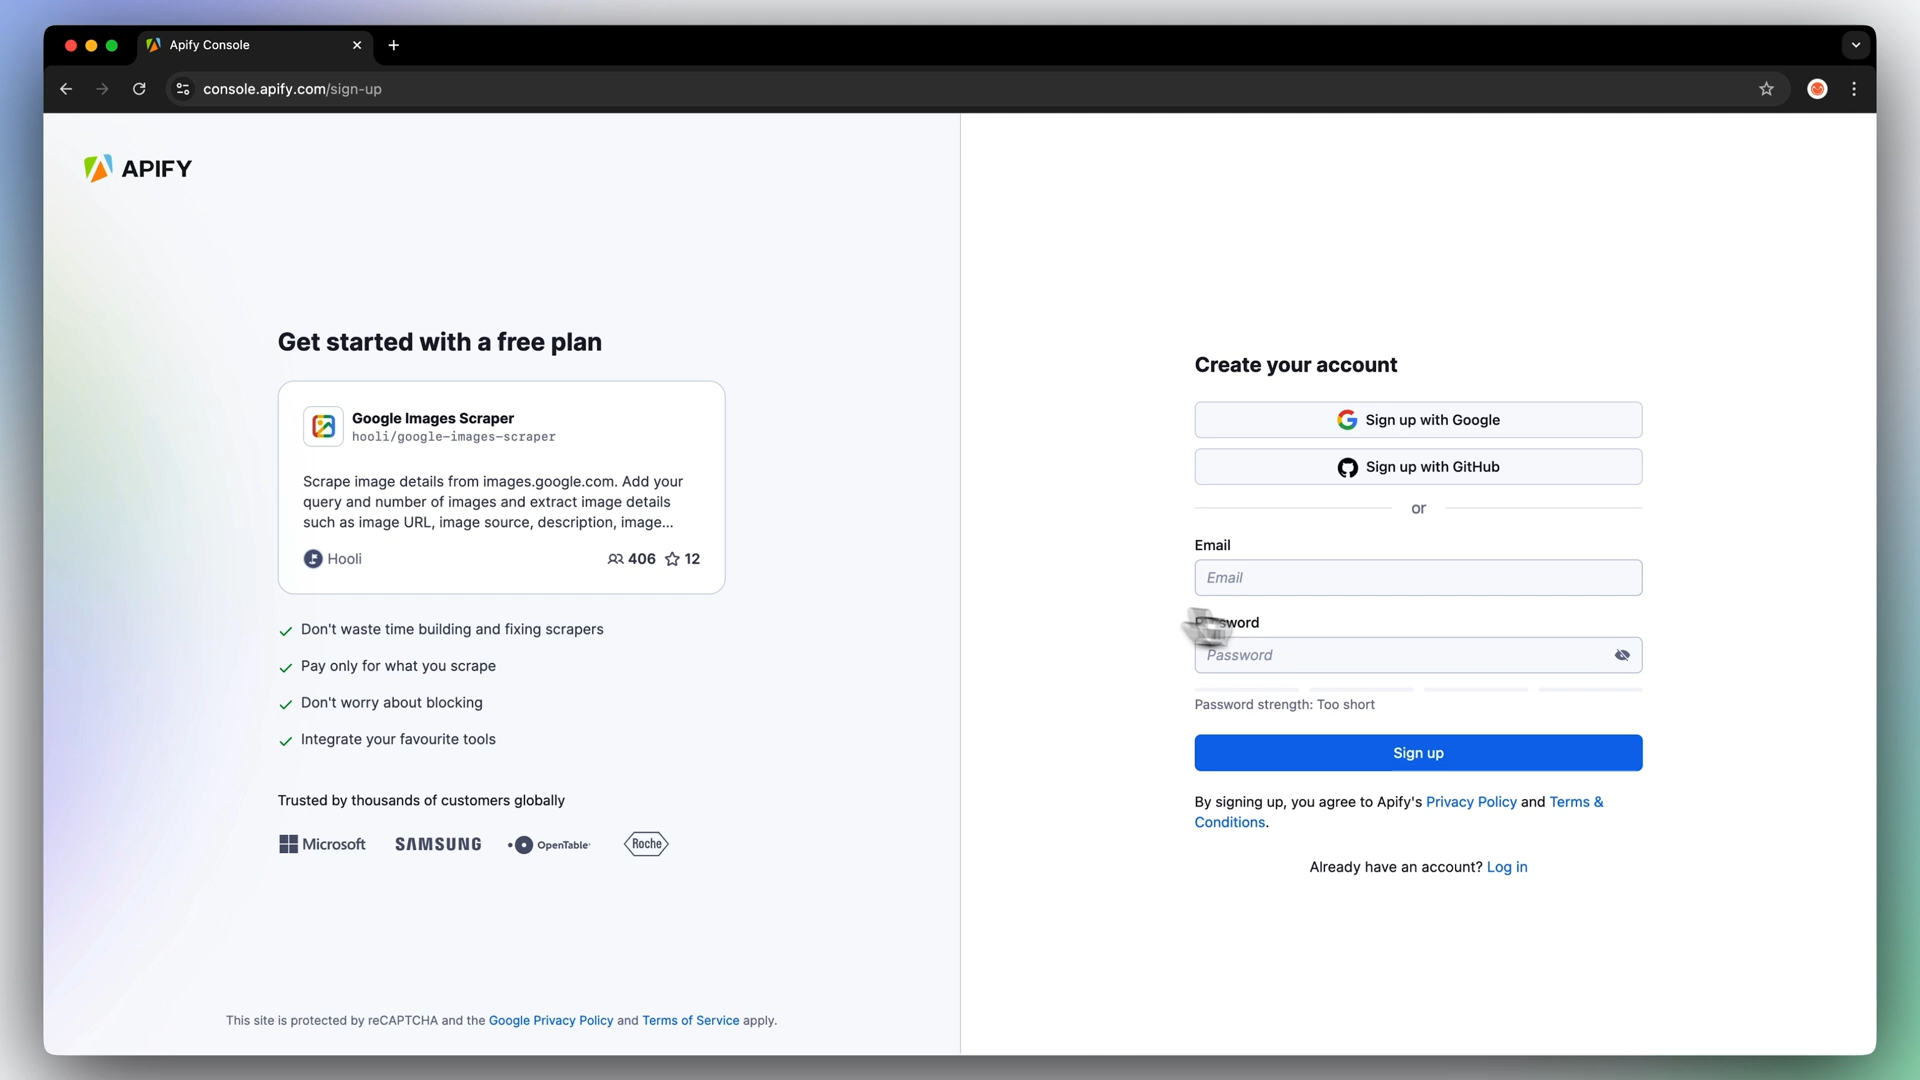 Apify Console
console.apify.com/sign-up
APIFY
Get started with a free plan
Google Images Scraper
hooli/google-images-scraper
Scrape image details from images.google.com. Add your
query and number of images and extract image details
such as image URL, image source, description, image...
Hooli
406
12
Don't waste time building and fixing scrapers
Pay only for what you scrape
Don't worry about blocking
Integrate your favourite tools
Trusted by thousands of customers globally
Microsoft
SAMSUNG
OpenTable
Roche
This site is protected by reCAPTCHA and the Google Privacy Policy and Terms of Service apply.
Create your account
Sign up with Google
Sign up with GitHub
or
Email
Email
Password
Password
Password strength: Too short
Sign up
By signing up, you agree to Apify's Privacy Policy and Terms &
Conditions.
Already have an account? Log in